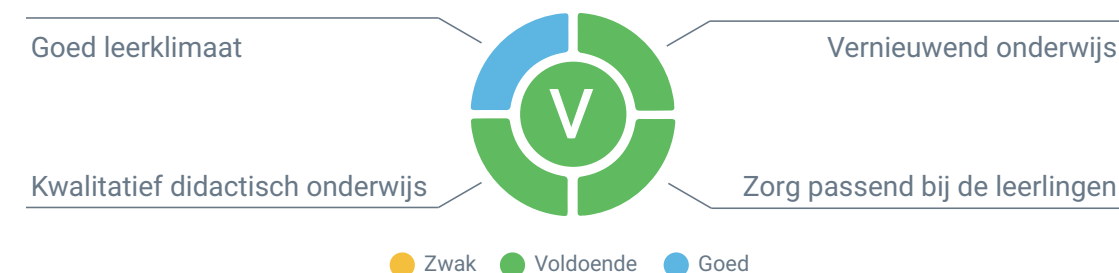 Goed leerklimaat
Vernieuwend onderwijs
V
Kwalitatief didactisch onderwijs
Zorg passend bij de leerlingen
Zwak
Voldoende
Goed